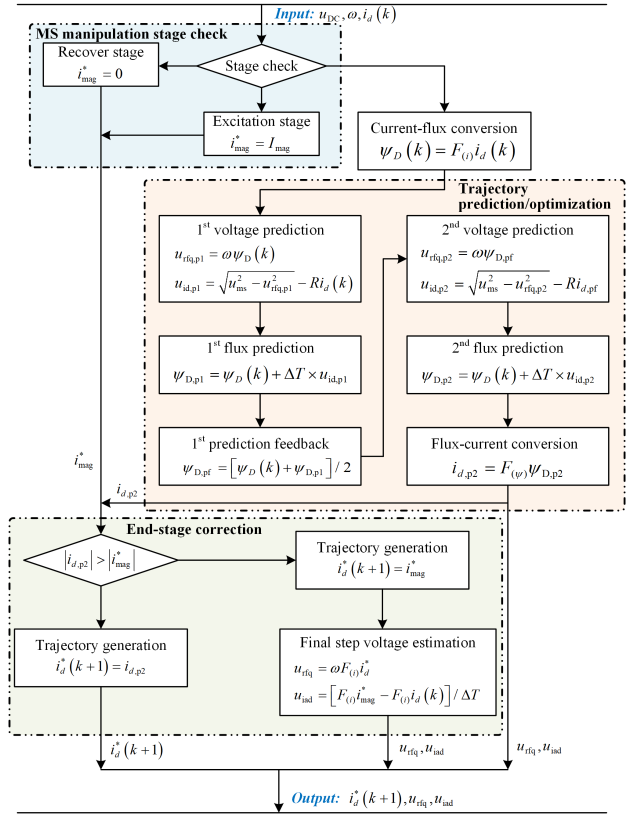 Input: u_DC, ω, i_d(k)
MS manipulation stage check
Recover stage
i*_mag = 0
Stage check
Excitation stage
i*_mag = I_mag
Current-flux conversion
ψ_D(k) = F_(i) i_d(k)
Trajectory
prediction/optimization
1st voltage prediction
u_rfq,p1 = ωψ_D(k)
u_id,p1 = √(u²_ms − u²_rfq,p1) − Ri_d(k)
1st flux prediction
ψ_D,p1 = ψ_D(k) + ΔT × u_id,p1
1st prediction feedback
ψ_D,pf = [ψ_D(k) + ψ_D,p1] / 2
2nd voltage prediction
u_rfq,p2 = ωψ_D,pf
u_id,p2 = √(u²_ms − u²_rfq,p2) − Ri_d,pf
2nd flux prediction
ψ_D,p2 = ψ_D(k) + ΔT × u_id,p2
Flux-current conversion
i_d,p2 = F_(ψ) ψ_D,p2
i*_mag
i_d,p2
End-stage correction
|i_d,p2| > |i*_mag|
Trajectory generation
i*_d(k+1) = i*_mag
Trajectory generation
i*_d(k+1) = i_d,p2
Final step voltage estimation
u_rfq = ωF_(i) i*_d
u_iad = [F_(i) i*_mag − F_(i) i_d(k)] / ΔT
i*_d(k+1)
u_rfq, u_iad
u_rfq, u_iad
Output: i*_d(k+1), u_rfq, u_iad